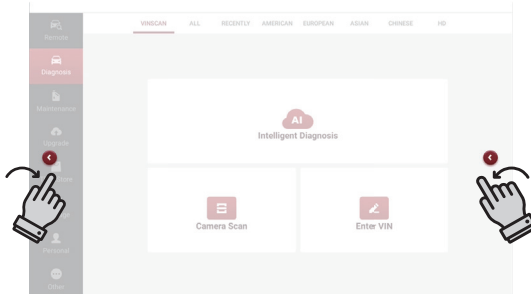 VINSCAN ALL RECENTLY AMERICAN EUROPEAN ASIAN CHINESE HD
Remote
Diagnosis
Maintenance
Upgrade
AI
Intelligent Diagnosis
Camera Scan
Enter VIN
Personal
Other